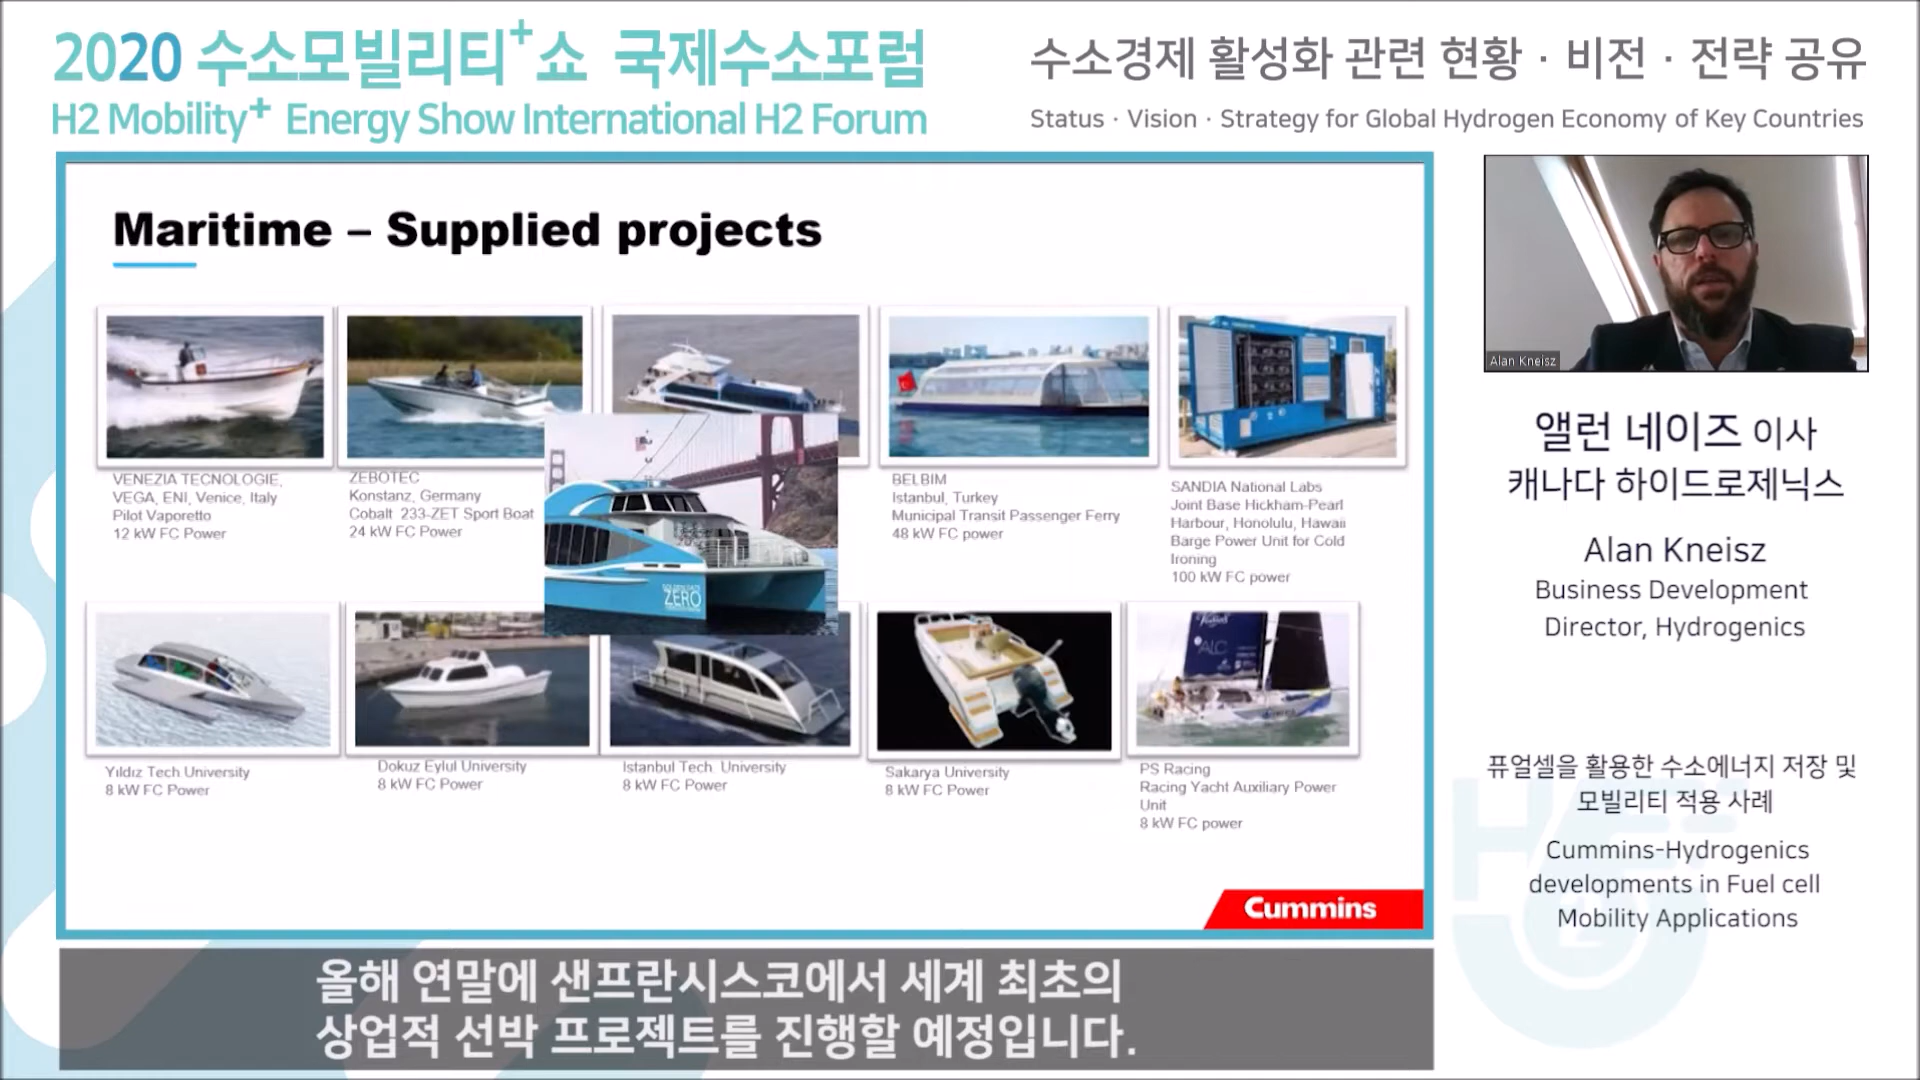 2020 수소모빌리티+쇼 국제수소포럼
H2 Mobility+ Energy Show International H2 Forum
수소경제 활성화 관련 현황 · 비전 · 전략 공유
Status · Vision · Strategy for Global Hydrogen Economy of Key Countries
Maritime – Supplied projects
VENEZIA TECNOLOGIE,
VEGA, ENI, Venice, Italy
Pilot Vaporetto
12 kW FC Power
ZEBOTEC
Konstanz, Germany
Cobalt 233-ZET Sport Boat
24 kW FC Power
ZERO
BELBIM
Istanbul, Turkey
Municipal Transit Passenger Ferry
48 kW FC power
SANDIA National Labs
Joint Base Hickham-Pearl
Harbour, Honolulu, Hawaii
Barge Power Unit for Cold
Ironing
100 kW FC power
Yıldız Tech University
8 kW FC Power
Dokuz Eylul University
8 kW FC Power
Istanbul Tech University
8 kW FC Power
Sakarya University
8 kW FC Power
ALC
PS Racing
Racing Yacht Auxiliary Power
Unit
8 kW FC power
Cummins
Alan Kneisz
앨런 네이즈 이사
캐나다 하이드로제닉스
Alan Kneisz
Business Development
Director, Hydrogenics
퓨얼셀을 활용한 수소에너지 저장 및
모빌리티 적용 사례
Cummins-Hydrogenics
developments in Fuel cell
Mobility Applications
올해 연말에 샌프란시스코에서 세계 최초의
상업적 선박 프로젝트를 진행할 예정입니다.